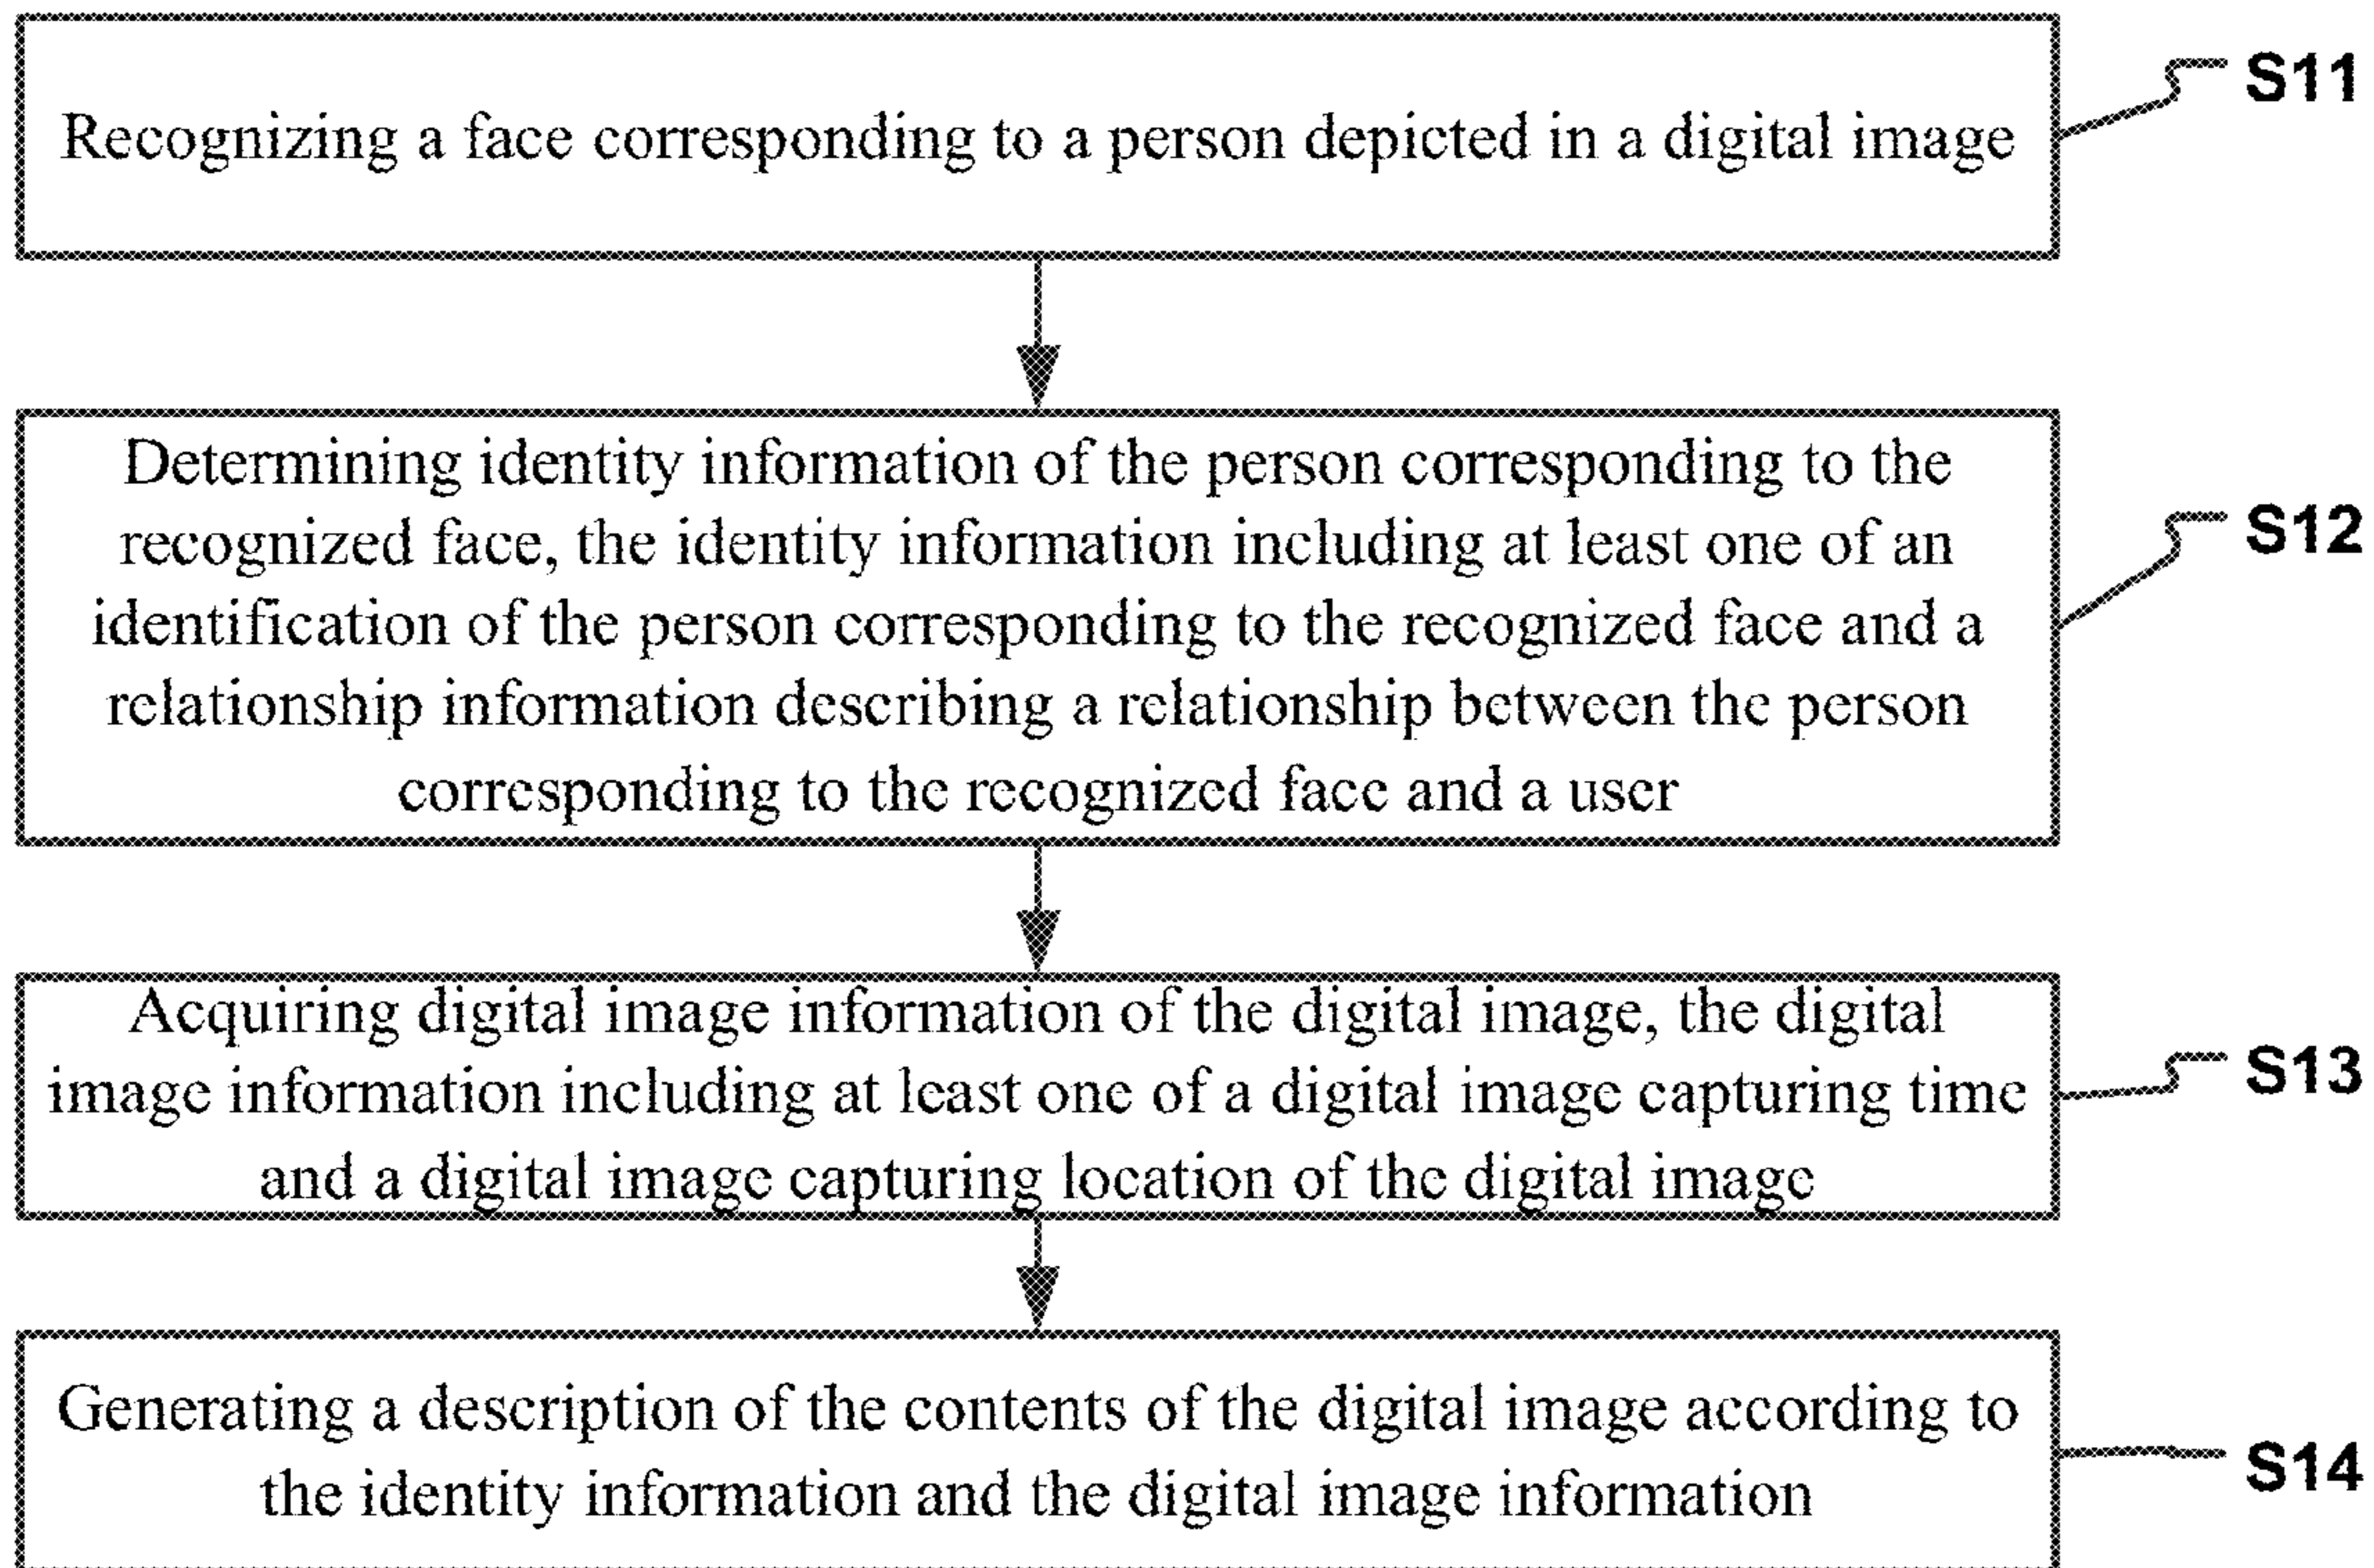 Recognizing a face corresponding to a person depicted in a digital image
S11
Determining identity information of the person corresponding to the
recognized face, the identity information including at least one of an
identification of the person corresponding to the recognized face and a
relationship information describing a relationship between the person
corresponding to the recognized face and a user
S12
Acquiring digital image information of the digital image, the digital
image information including at least one of a digital image capturing time
and a digital image capturing location of the digital image
S13
Generating a description of the contents of the digital image according to
the identity information and the digital image information
S14